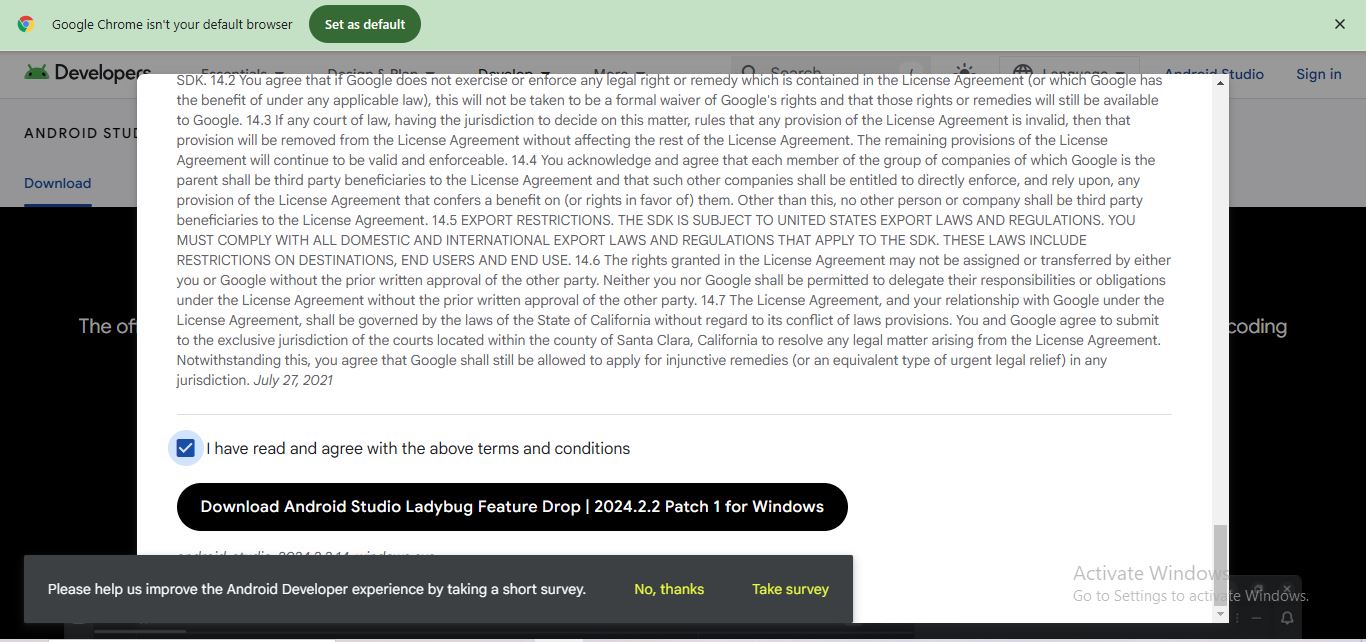 Google Chrome isn't your default browser
Set as default
Developers
Essentials
Design & Plan
Develop
More
Search
/
Language
Android Studio
Sign in
ANDROID STUD
Download
The of
coding
SDK. 14.2 You agree that if Google does not exercise or enforce any legal right or remedy which is contained in the License Agreement (or which Google has
the benefit of under any applicable law), this will not be taken to be a formal waiver of Google's rights and that those rights or remedies will still be available
to Google. 14.3 If any court of law, having the jurisdiction to decide on this matter, rules that any provision of the License Agreement is invalid, then that
provision will be removed from the License Agreement without affecting the rest of the License Agreement. The remaining provisions of the License
Agreement will continue to be valid and enforceable. 14.4 You acknowledge and agree that each member of the group of companies of which Google is the
parent shall be third party beneficiaries to the License Agreement and that such other companies shall be entitled to directly enforce, and rely upon, any
provision of the License Agreement that confers a benefit on (or rights in favor of) them. Other than this, no other person or company shall be third party
beneficiaries to the License Agreement. 14.5 EXPORT RESTRICTIONS. THE SDK IS SUBJECT TO UNITED STATES EXPORT LAWS AND REGULATIONS. YOU
MUST COMPLY WITH ALL DOMESTIC AND INTERNATIONAL EXPORT LAWS AND REGULATIONS THAT APPLY TO THE SDK. THESE LAWS INCLUDE
RESTRICTIONS ON DESTINATIONS, END USERS AND END USE. 14.6 The rights granted in the License Agreement may not be assigned or transferred by either
you or Google without the prior written approval of the other party. Neither you nor Google shall be permitted to delegate their responsibilities or obligations
under the License Agreement without the prior written approval of the other party. 14.7 The License Agreement, and your relationship with Google under the
License Agreement, shall be governed by the laws of the State of California without regard to its conflict of laws provisions. You and Google agree to submit
to the exclusive jurisdiction of the courts located within the county of Santa Clara, California to resolve any legal matter arising from the License Agreement.
Notwithstanding this, you agree that Google shall still be allowed to apply for injunctive remedies (or an equivalent type of urgent legal relief) in any
jurisdiction. July 27, 2021
I have read and agree with the above terms and conditions
Download Android Studio Ladybug Feature Drop | 2024.2.2 Patch 1 for Windows
Please help us improve the Android Developer experience by taking a short survey.
No, thanks
Take survey
Activate Windows
Go to Settings to activate Windows.